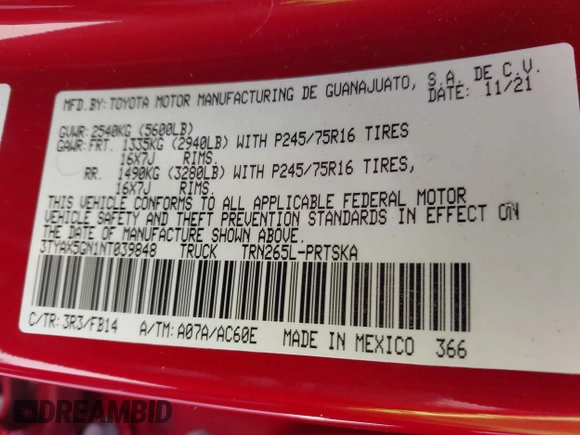 MFD.BY: TOYOTA MOTOR MANUFACTURING DE GUANAJUATO, S.A. DE C.V.
DATE: 11/21
GVWR: 2540KG (5600LB)
GAWR: FRT. 1335KG (2940LB) WITH P245/75R16 TIRES
16X7J RIMS.
RR. 1490KG (3280LB) WITH P245/75R16 TIRES,
16X7J RIMS.
THIS VEHICLE CONFORMS TO ALL APPLICABLE FEDERAL MOTOR
VEHICLE SAFETY AND THEFT PREVENTION STANDARDS IN EFFECT ON
THE DATE OF MANUFACTURE SHOWN ABOVE.
3TYAX5GN1NT039848 TRUCK TRN265L-PRTSKA
C/TR: 3R3/FB14 A/TM: A07A/AC60E MADE IN MEXICO 366
DREAMBID